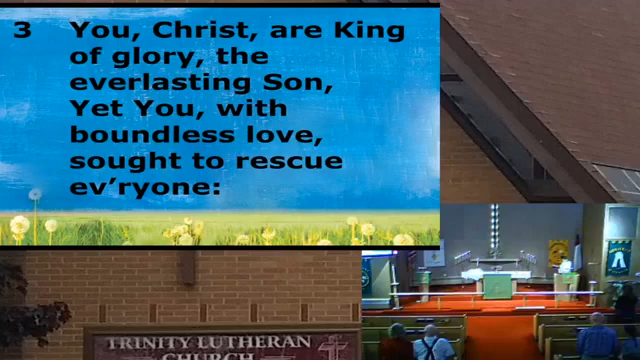 3 You, Christ, are King
of glory, the
everlasting Son,
Yet You, with
boundless love,
sought to rescue
ev'ryone:
TRINITY LUTHERAN
CHURCH